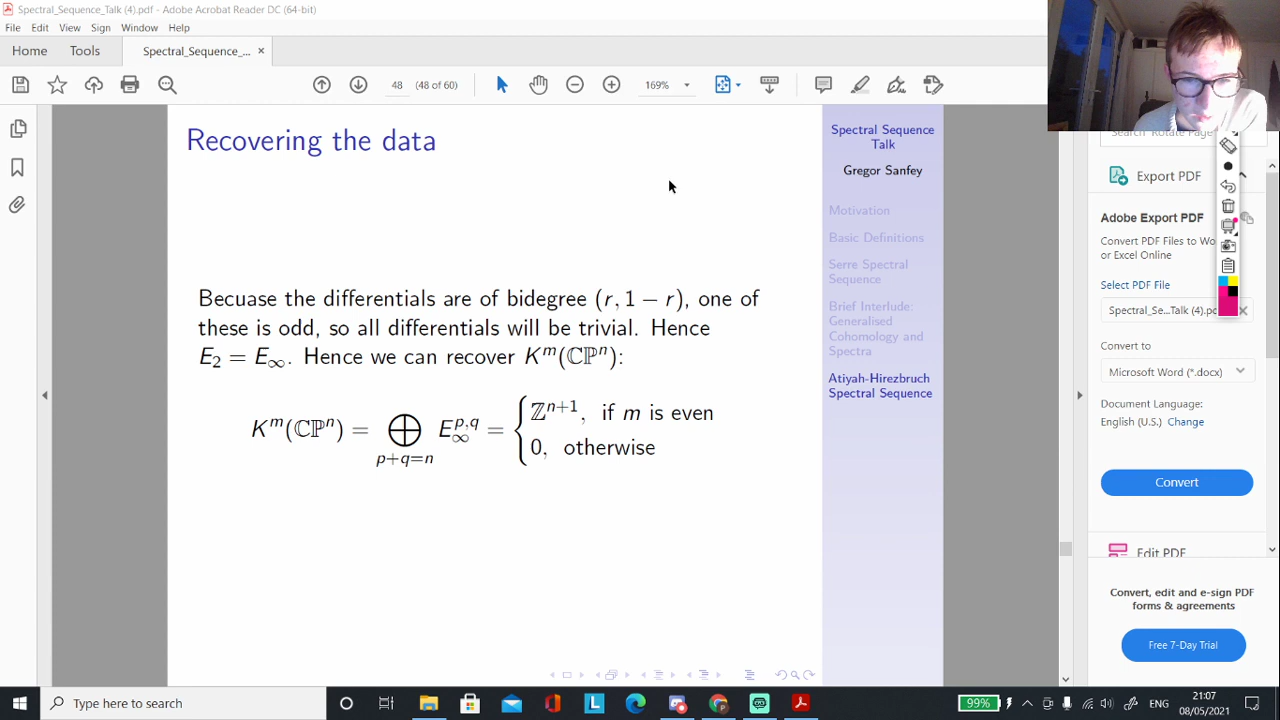 Spectral_Sequence_Talk (4).pdf - Adobe Acrobat Reader DC (64-bit)
File Edit View Sign Window Help
Home Tools Spectral_Sequence_... ×
48 (48 of 60) 169%
Recovering the data
Becuase the differentials are of bidegree (r, 1 − r), one of
these is odd, so all differentials will be trivial. Hence
E₂ = E∞. Hence we can recover Kᵐ(ℂℙⁿ):
Kᵐ(ℂℙⁿ) = ⊕ E∞^{p,q} = { ℤⁿ⁺¹, if m is even
p+q=n
0, otherwise
Spectral Sequence
Talk
Gregor Sanfey
Motivation
Basic Definitions
Serre Spectral
Sequence
Brief Interlude:
Generalised
Cohomology and
Spectra
Atiyah-Hirezbruch
Spectral Sequence
Search 'Rotate Page'
Export PDF
Adobe Export PDF
Convert PDF Files to Wo
or Excel Online
Select PDF File
Spectral_Se...Talk (4).pd
Convert to
Microsoft Word (*.docx)
Document Language:
English (U.S.) Change
Convert
Edit PDF
Convert, edit and e-sign PDF
forms & agreements
Free 7-Day Trial
Type here to search
99%
ENG
21:07
08/05/2021